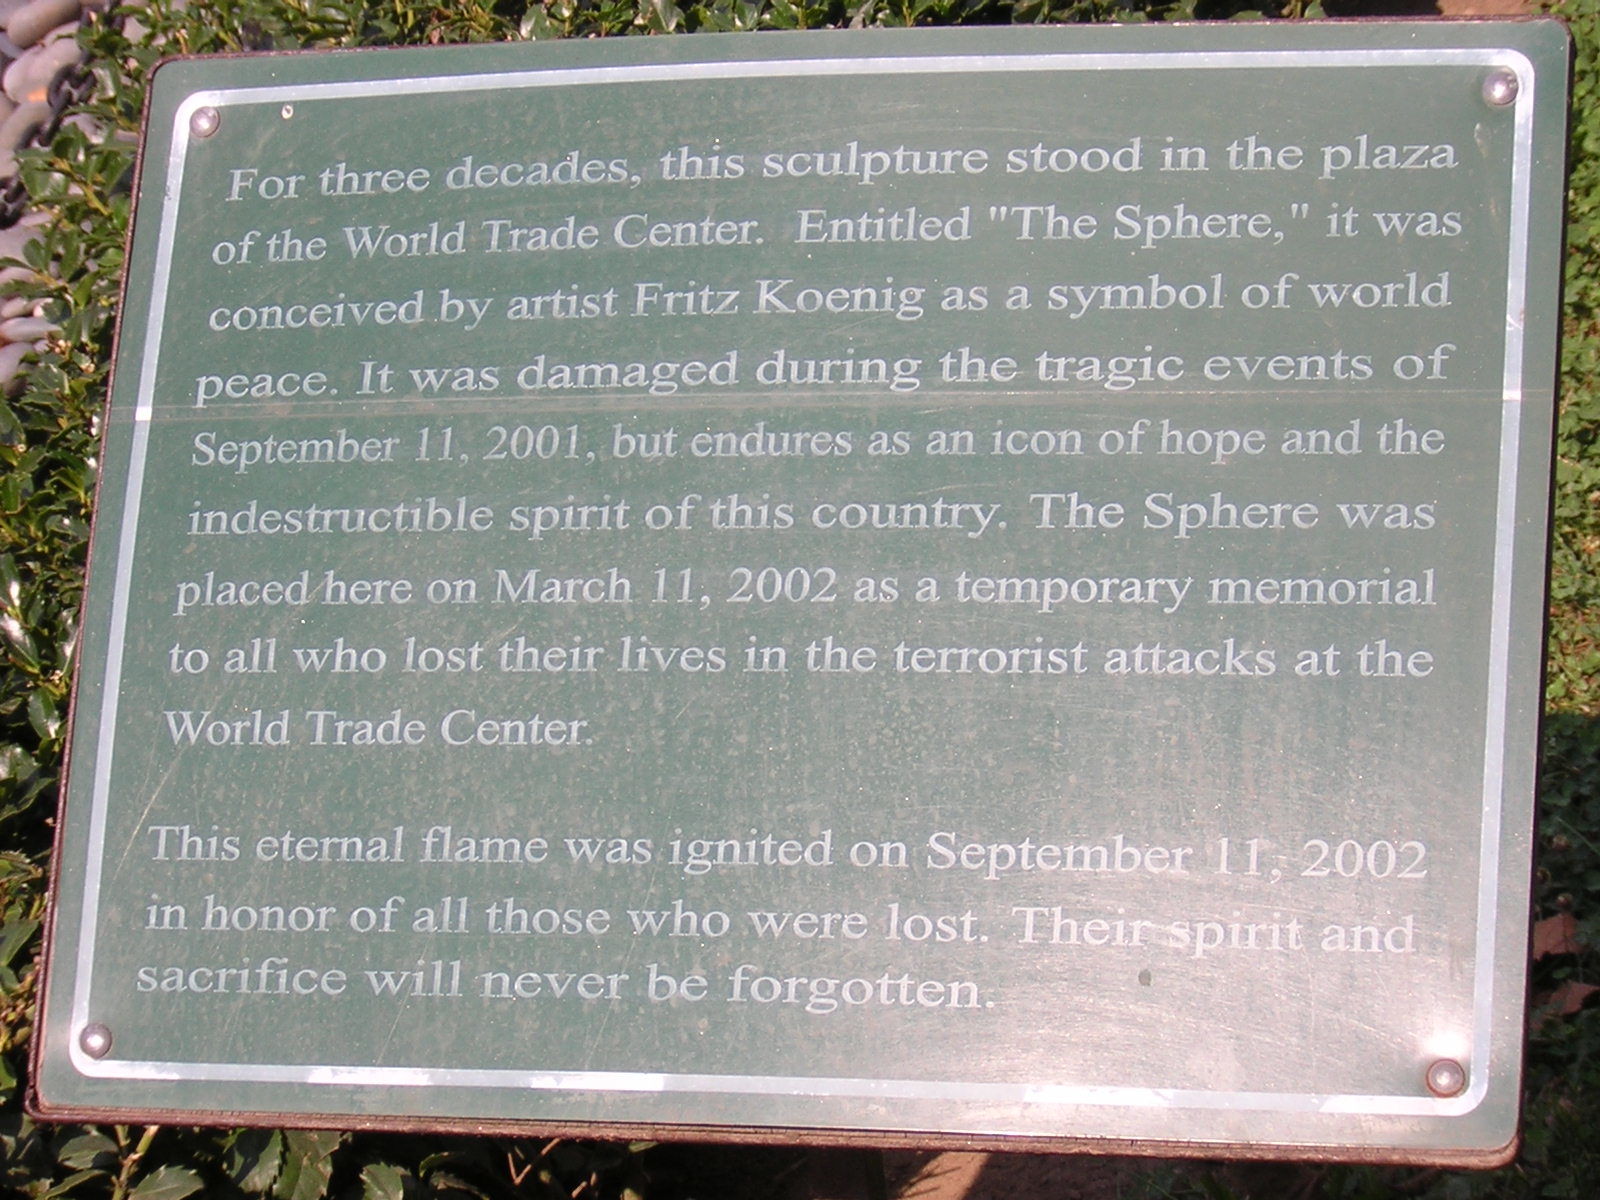 For three decades, this sculpture stood in the plaza
of the World Trade Center. Entitled "The Sphere," it was
conceived by artist Fritz Koenig as a symbol of world
peace. It was damaged during the tragic events of
September 11, 2001, but endures as an icon of hope and the
indestructible spirit of this country. The Sphere was
placed here on March 11, 2002 as a temporary memorial
to all who lost their lives in the terrorist attacks at the
World Trade Center.
This eternal flame was ignited on September 11, 2002
in honor of all those who were lost. Their spirit and
sacrifice will never be forgotten.